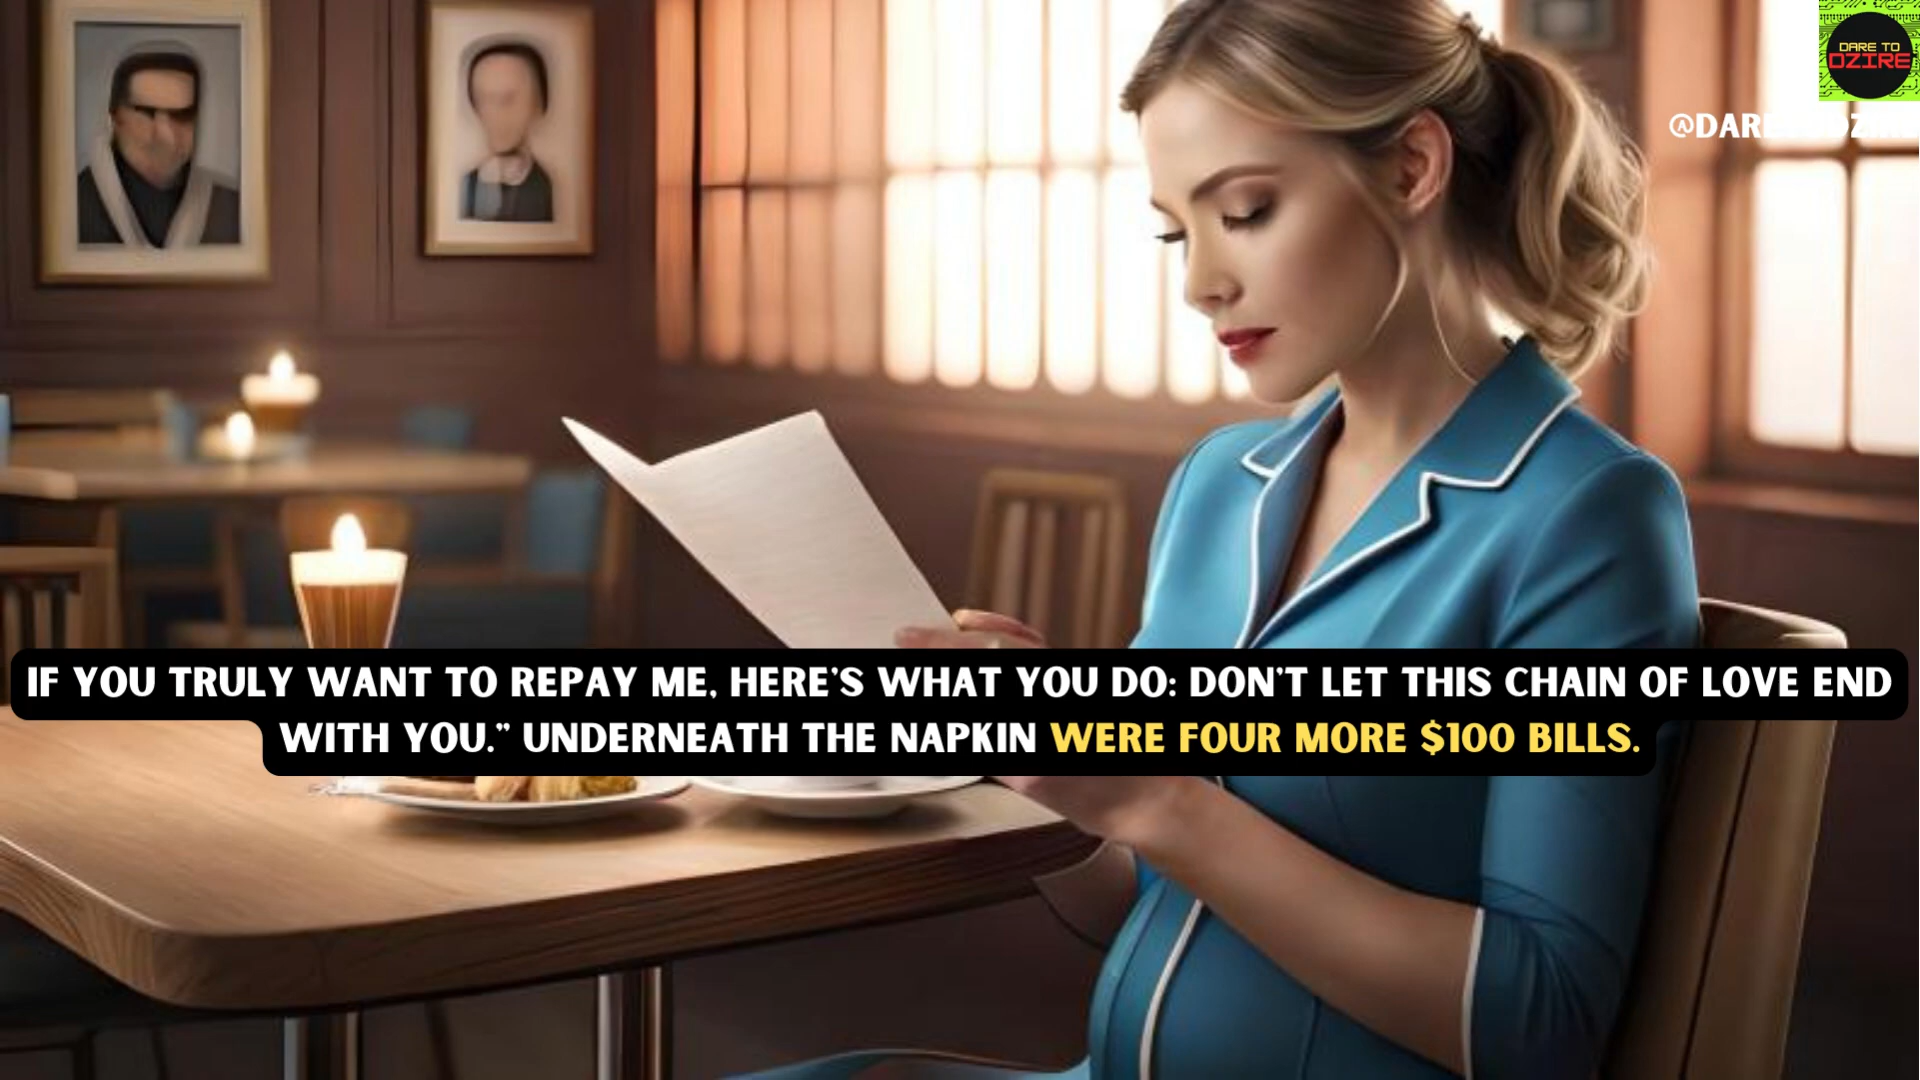 DARE TO
DZIRE
IF YOU TRULY WANT TO REPAY ME, HERE'S WHAT YOU DO: DON'T LET THIS CHAIN OF LOVE END
WITH YOU.” UNDERNEATH THE NAPKIN WERE FOUR MORE $100 BILLS.